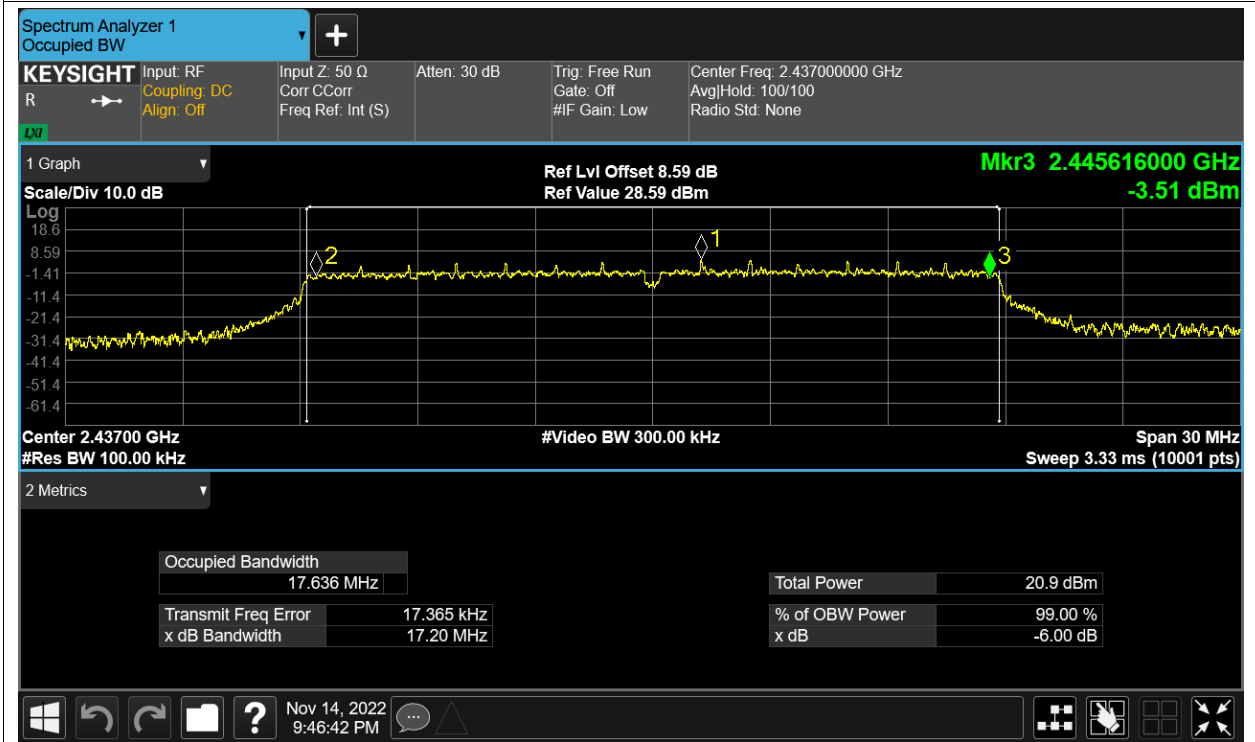 Spectrum Analyzer 1
Occupied BW
+
KEYSIGHT Input: RF Input Z: 50 Ω Atten: 30 dB Trig: Free Run Center Freq: 2.437000000 GHz
R Coupling: DC Corr CCorr Gate: Off Avg|Hold: 100/100
Align: Off Freq Ref: Int (S) #IF Gain: Low Radio Std: None
LXI
1 Graph
Ref Lvl Offset 8.59 dB Mkr3 2.445616000 GHz
Scale/Div 10.0 dB Ref Value 28.59 dBm -3.51 dBm
Log
18.6
8.59
-1.41
-11.4
-21.4
-31.4
-41.4
-51.4
-61.4
2 1 3
Center 2.43700 GHz #Video BW 300.00 kHz Span 30 MHz
#Res BW 100.00 kHz Sweep 3.33 ms (10001 pts)
2 Metrics
Occupied Bandwidth
17.636 MHz Total Power 20.9 dBm
Transmit Freq Error 17.365 kHz % of OBW Power 99.00 %
x dB Bandwidth 17.20 MHz x dB -6.00 dB
? Nov 14, 2022
9:46:42 PM